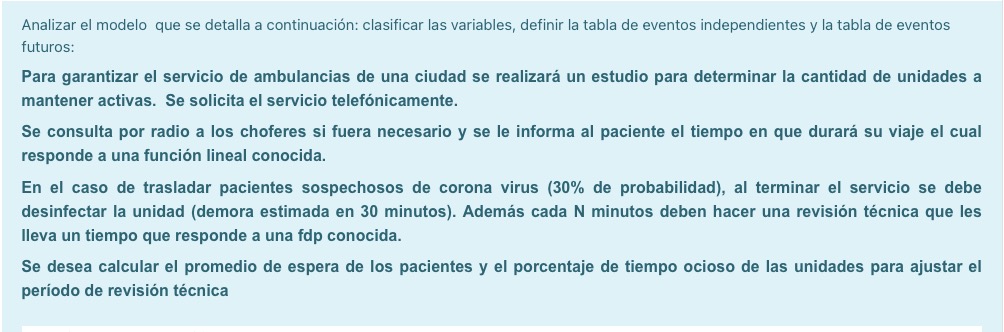 Analizar el modelo que se detalla a continuación: clasificar las variables, definir la tabla de eventos independientes y la tabla de eventos
futuros:
Para garantizar el servicio de ambulancias de una ciudad se realizará un estudio para determinar la cantidad de unidades a
mantener activas. Se solicita el servicio telefónicamente.
Se consulta por radio a los choferes si fuera necesario y se le informa al paciente el tiempo en que durará su viaje el cual
responde a una función lineal conocida.
En el caso de trasladar pacientes sospechosos de corona virus (30% de probabilidad), al terminar el servicio se debe
desinfectar la unidad (demora estimada en 30 minutos). Además cada N minutos deben hacer una revisión técnica que les
lleva un tiempo que responde a una fdp conocida.
Se desea calcular el promedio de espera de los pacientes y el porcentaje de tiempo ocioso de las unidades para ajustar el
período de revisión técnica